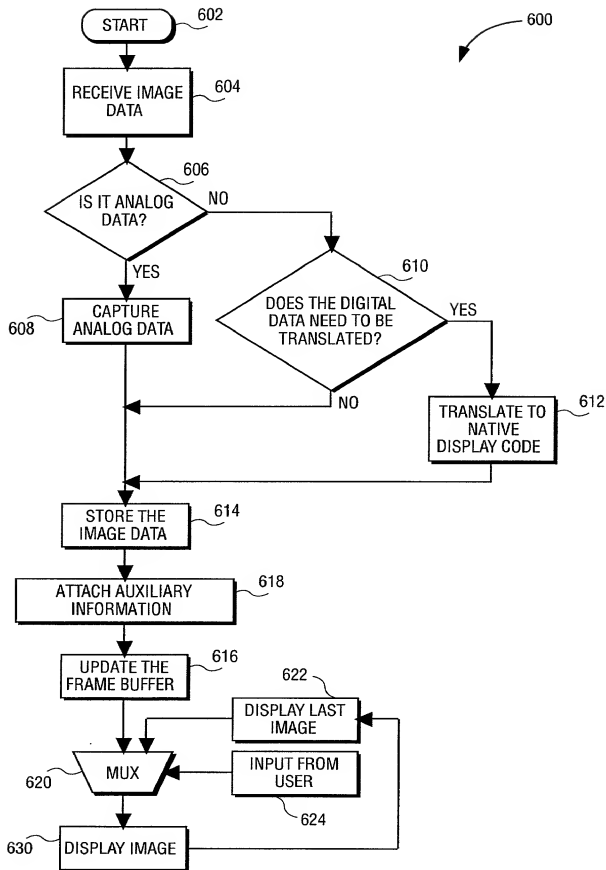 START
602
600
RECEIVE IMAGE
DATA
604
606
IS IT ANALOG
DATA?
NO
YES
610
DOES THE DIGITAL
DATA NEED TO BE
TRANSLATED?
YES
NO
CAPTURE
ANALOG DATA
608
TRANSLATE TO
NATIVE
DISPLAY CODE
612
STORE THE
IMAGE DATA
614
ATTACH AUXILIARY
INFORMATION
618
UPDATE THE
FRAME BUFFER
616
622
DISPLAY LAST
IMAGE
MUX
620
INPUT FROM
USER
624
DISPLAY IMAGE
630